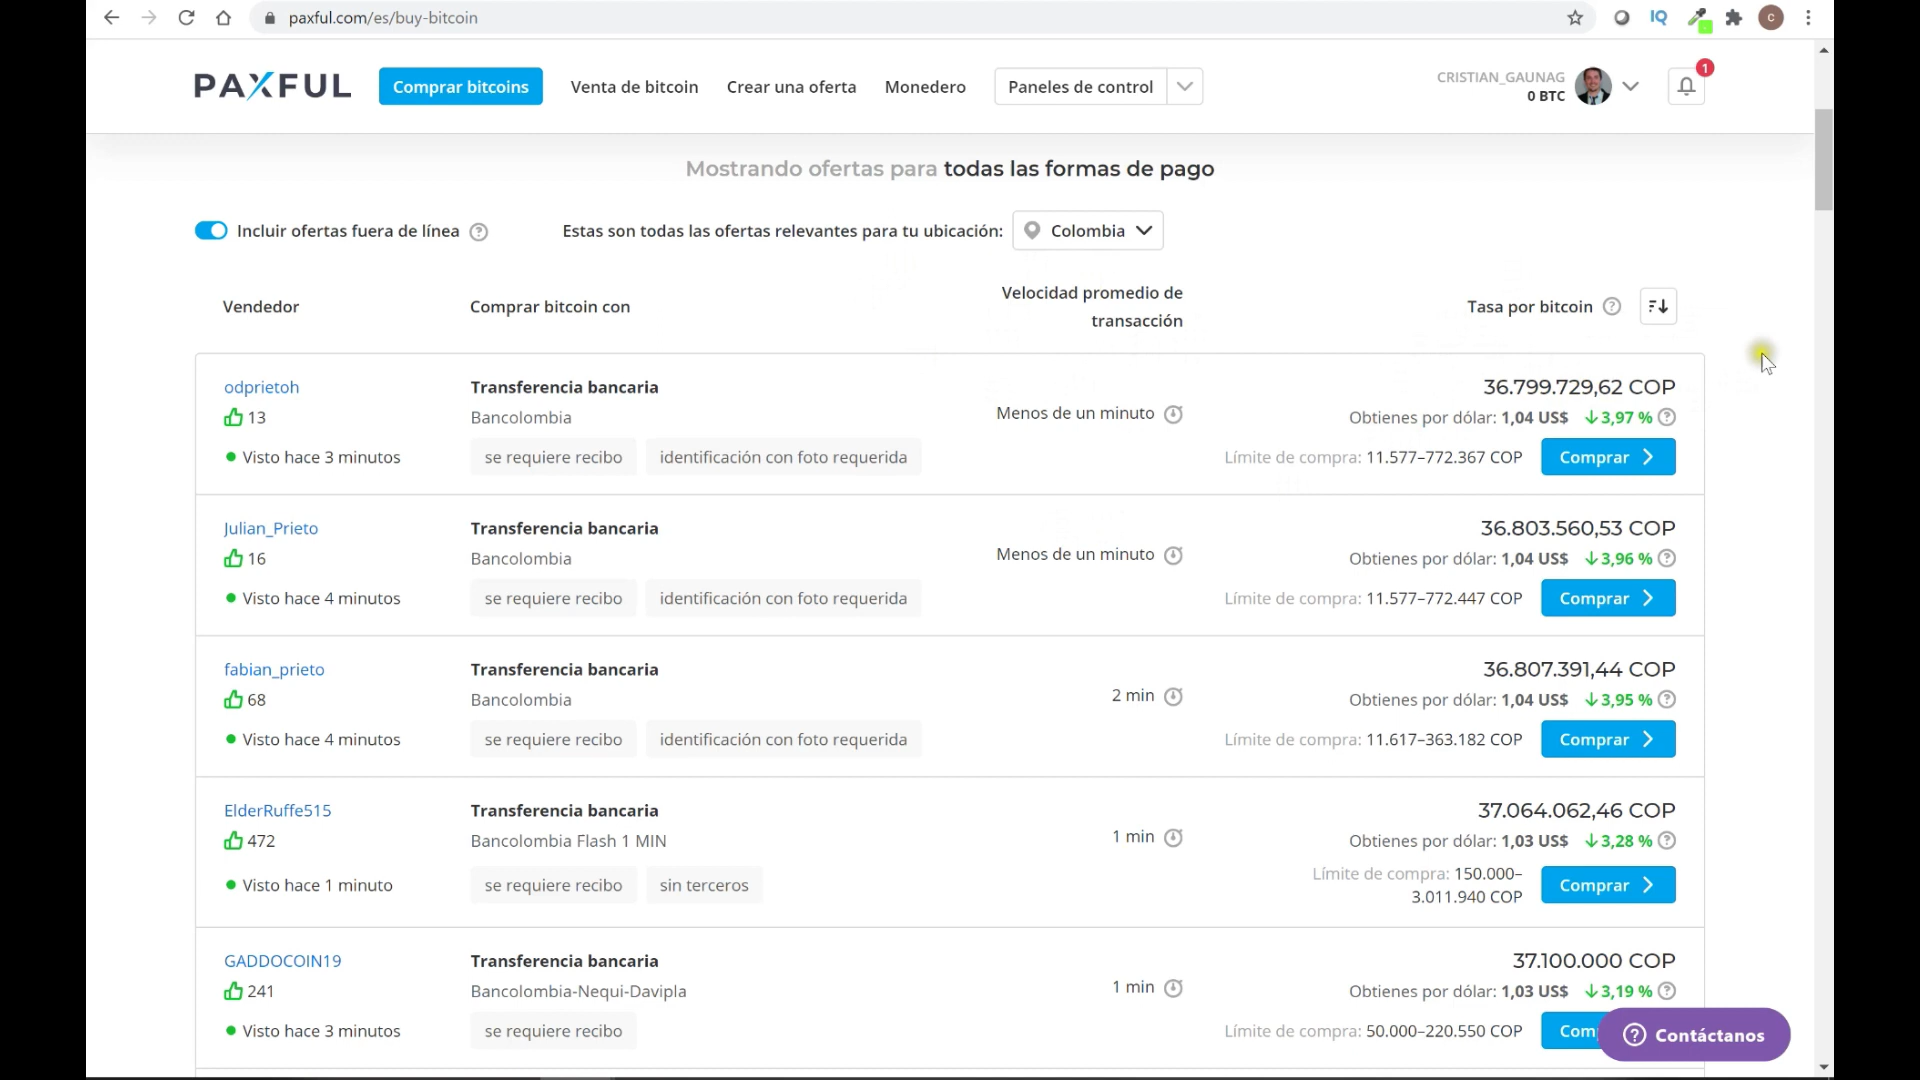 paxful.com/es/buy-bitcoin
IQ
C
PAXFUL
Comprar bitcoins
Venta de bitcoin
Crear una oferta
Monedero
Paneles de control
CRISTIAN_GAUNAG
0 BTC
1
Mostrando ofertas para todas las formas de pago
Incluir ofertas fuera de línea
Estas son todas las ofertas relevantes para tu ubicación:
Colombia
Vendedor
Comprar bitcoin con
Velocidad promedio de
transacción
Tasa por bitcoin
odprietoh
Transferencia bancaria
36.799.729,62 COP
13
Bancolombia
Menos de un minuto
Obtienes por dólar: 1,04 US$ 3,97 %
Visto hace 3 minutos
se requiere recibo
identificación con foto requerida
Límite de compra: 11.577–772.367 COP
Comprar
Julian_Prieto
Transferencia bancaria
36.803.560,53 COP
16
Bancolombia
Menos de un minuto
Obtienes por dólar: 1,04 US$ 3,96 %
Visto hace 4 minutos
se requiere recibo
identificación con foto requerida
Límite de compra: 11.577–772.447 COP
Comprar
fabian_prieto
Transferencia bancaria
36.807.391,44 COP
68
Bancolombia
2 min
Obtienes por dólar: 1,04 US$ 3,95 %
Visto hace 4 minutos
se requiere recibo
identificación con foto requerida
Límite de compra: 11.617–363.182 COP
Comprar
ElderRuffe515
Transferencia bancaria
37.064.062,46 COP
472
Bancolombia Flash 1 MIN
1 min
Obtienes por dólar: 1,03 US$ 3,28 %
Visto hace 1 minuto
se requiere recibo
sin terceros
Límite de compra: 150.000–
3.011.940 COP
Comprar
GADDOCOIN19
Transferencia bancaria
37.100.000 COP
241
Bancolombia-Nequi-Davipla
1 min
Obtienes por dólar: 1,03 US$ 3,19 %
Visto hace 3 minutos
se requiere recibo
Límite de compra: 50.000–220.550 COP
Com
Contáctanos